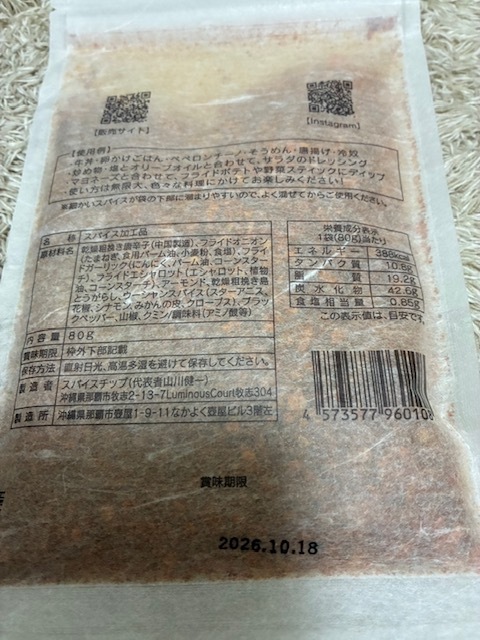 【販売サイト】
【Instagram】
【使用例】
・牛丼・卵かけごはん・ペペロンチーノ・そうめん・唐揚げ・冷奴
・炒め物・塩とオリーブオイルと合わせて、サラダのドレッシング
・マヨネーズと合わせて、フライドポテトや野菜スティックにディップ
・使い方は無限大、色々な料理にかけてお楽しみください!
※細かいスパイスが袋の下部に溜まりやすいので、よく混ぜてからご使用ください。
名 称 スパイス加工品
原材料名 乾燥粗挽き唐辛子(中国製造)、フライドオニオン
(たまねぎ、食用パーム油、小麦粉、食塩)、フライ
ドガーリック(にんにく、パーム油、コーンスター
チ)、フライドエシャロット(エシャロット、植物
油、コーンスターチ)、アーモンド、乾燥粗挽き島
とうがらし、ウーシャンスパイス(スターアニス、
花椒、シナモン、みかんの皮、クローブス)、ブラッ
クペッパー、山椒、クミン/調味料(アミノ酸等)
内容量 80g
賞味期限 枠外下部記載
保存方法 直射日光、高温多湿を避けて保存してください。
製造者 スパイスチップ(代表者山川健一)
沖縄県那覇市牧志2-13-7LuminousCourt牧志304
製造所 沖縄県那覇市壺屋1-9-11なかよく壺屋ビル3階左
栄養成分表示
1袋(80g)当たり
エネルギー 388kcal
タンパク質 10.8g
脂 質 19.2g
炭水化物 42.6g
食塩相当量 0.85g
この表示値は、目安です。
4 573577 960108
賞味期限
2026.10.18